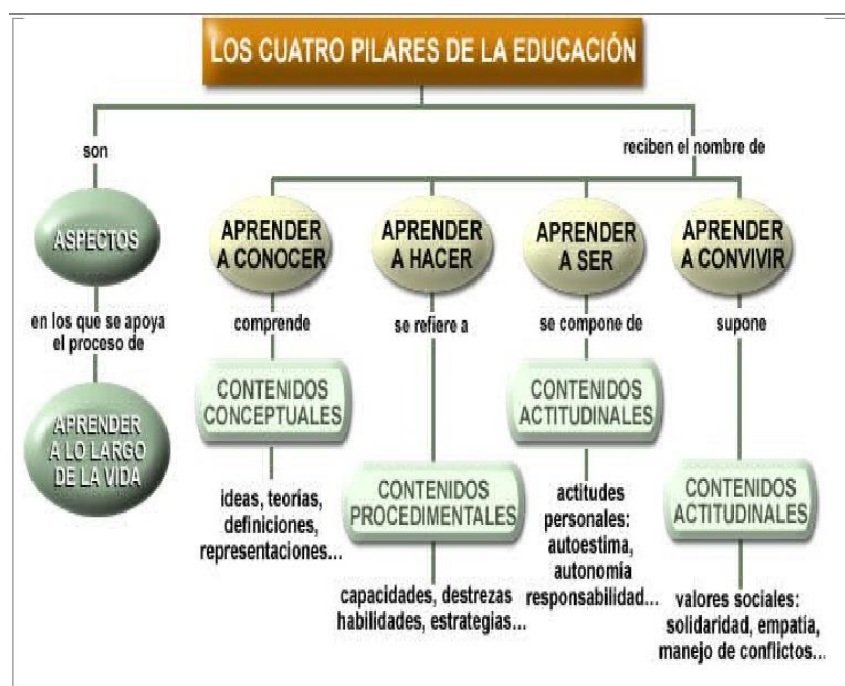 LOS CUATRO PILARES DE LA EDUCACIÓN
son
reciben el nombre de
ASPECTOS
en los que se apoya
el proceso de
APRENDER
A LO LARGO
DE LA VIDA
APRENDER
A CONOCER
comprende
CONTENIDOS
CONCEPTUALES
ideas, teorías,
definiciones,
representaciones...
APRENDER
A HACER
se refiere a
CONTENIDOS
PROCEDIMENTALES
capacidades, destrezas
habilidades, estrategias...
APRENDER
A SER
se compone de
CONTENIDOS
ACTITUDINALES
actitudes
personales:
autoestima,
autonomía
responsabilidad...
APRENDER
A CONVIVIR
supone
CONTENIDOS
ACTITUDINALES
valores sociales:
solidaridad, empatía,
manejo de conflictos...